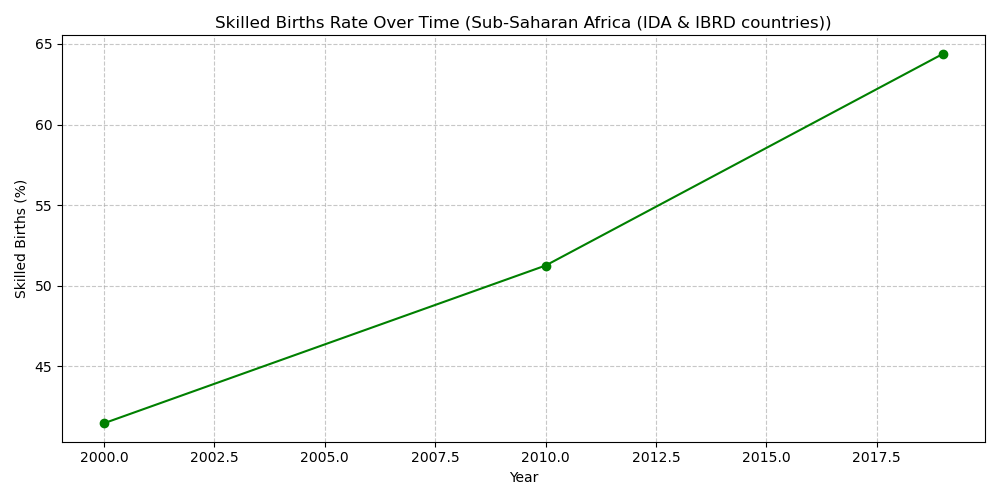 Skilled Births Rate Over Time (Sub-Saharan Africa (IDA & IBRD countries))
65
60
55
50
45
Skilled Births (%)
2000.0 2002.5 2005.0 2007.5 2010.0 2012.5 2015.0 2017.5
Year